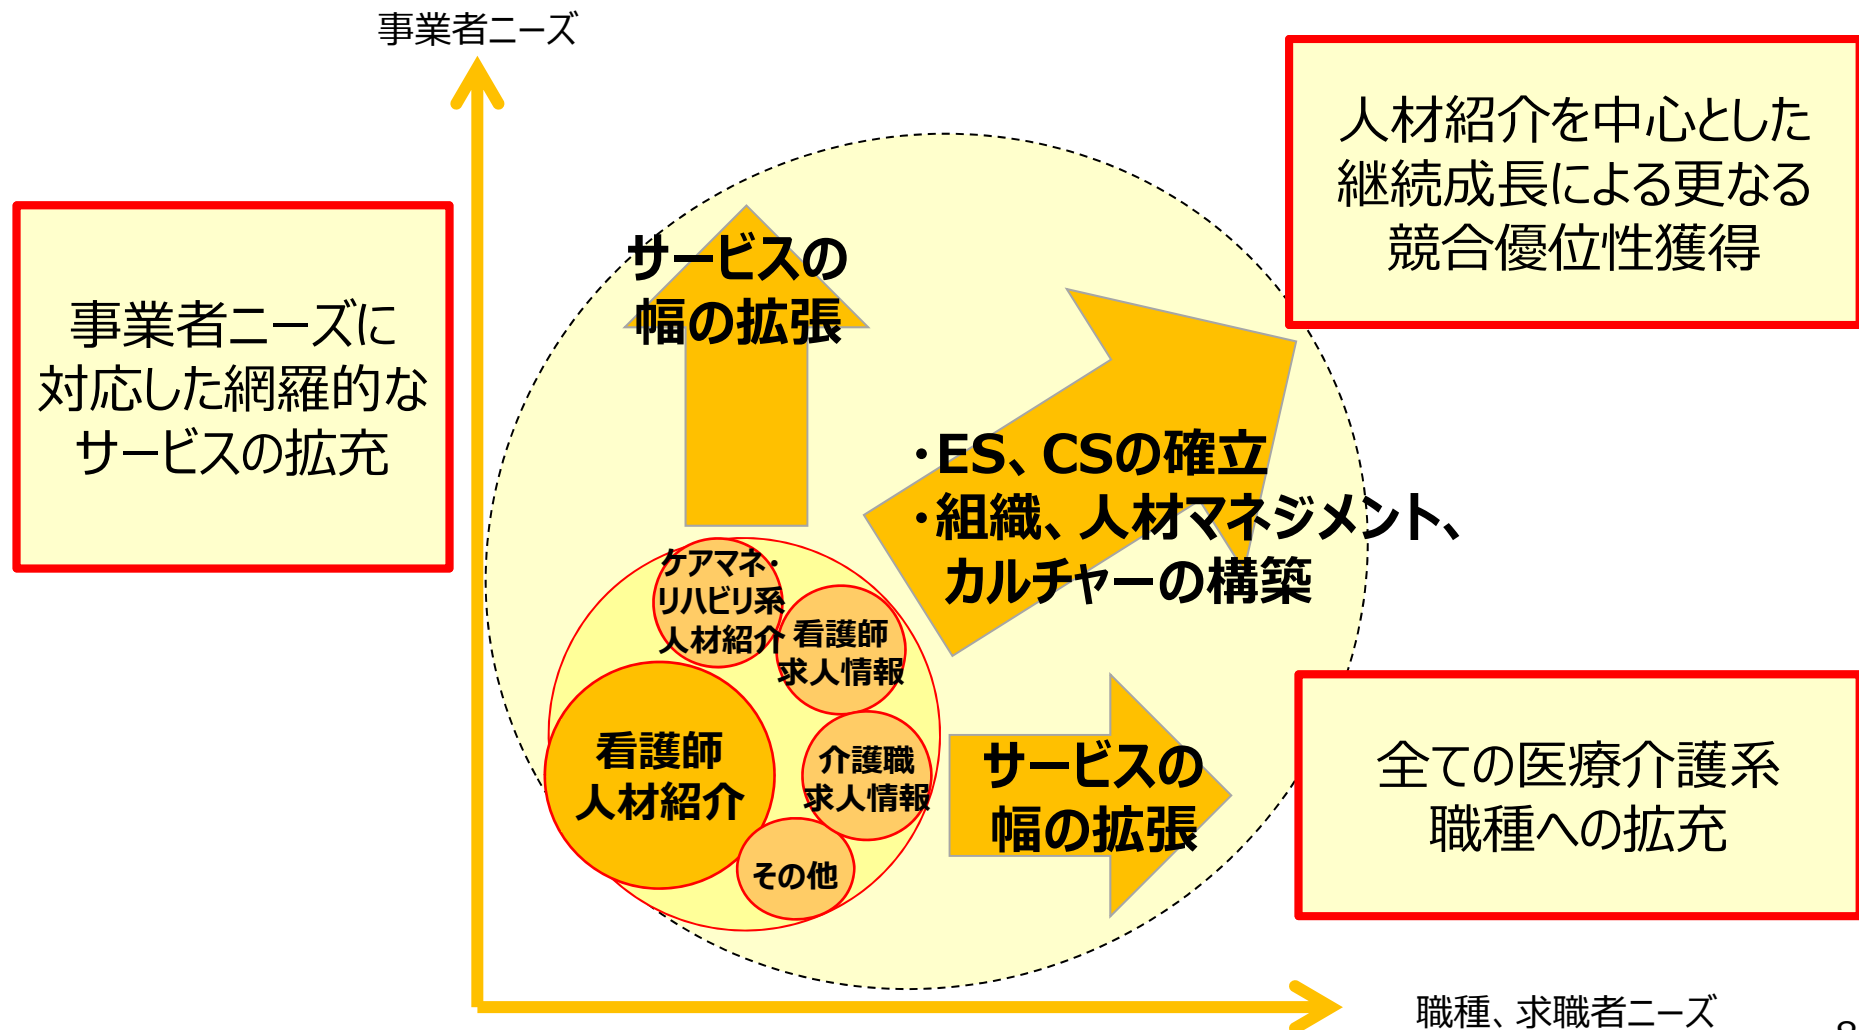 事業者ニーズ
人材紹介を中心とした
継続成長による更なる
競合優位性獲得
事業者ニーズに
対応した網羅的な
サービスの拡充
サービスの
幅の拡張
・ES、CSの確立
・組織、人材マネジメント、
カルチャーの構築
ケアマネ・
リハビリ系
人材紹介
看護師
求人情報
看護師
人材紹介
介護職
求人情報
その他
サービスの
幅の拡張
全ての医療介護系
職種への拡充
職種、求職者ニーズ